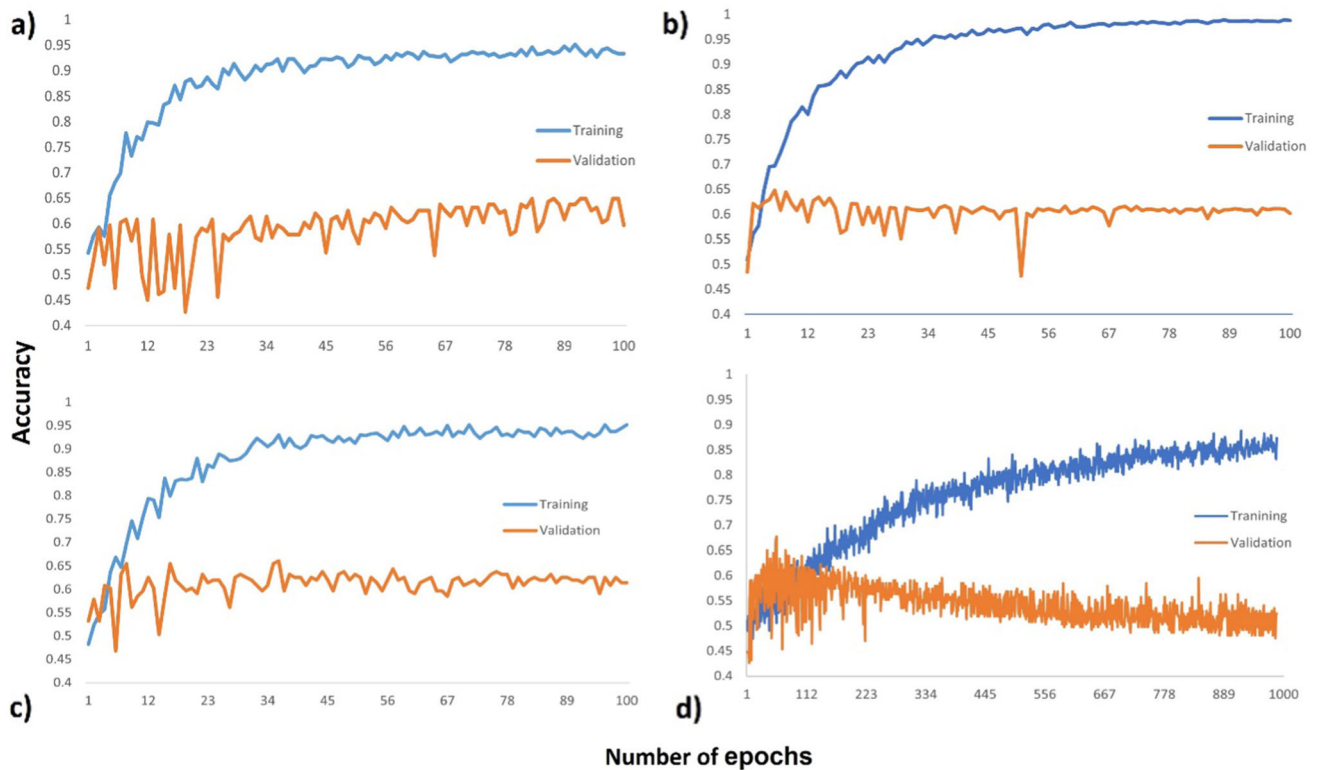 a)
1
0.95
0.9
0.85
0.8
0.75
0.7
0.65
0.6
0.55
0.5
0.45
0.4
1 12 23 34 45 56 67 78 89 100
Training
Validation
b)
1
0.95
0.9
0.85
0.8
0.75
0.7
0.65
0.6
0.55
0.5
0.45
0.4
1 12 23 34 45 56 67 78 89 100
Training
Validation
Accuracy
c)
1
0.95
0.9
0.85
0.8
0.75
0.7
0.65
0.6
0.55
0.5
0.45
0.4
1 12 23 34 45 56 67 78 89 100
Training
Validation
d)
1
0.95
0.9
0.85
0.8
0.75
0.7
0.65
0.6
0.55
0.5
0.45
0.4
1 112 223 334 445 556 667 778 889 1000
Tranining
Validation
Number of epochs